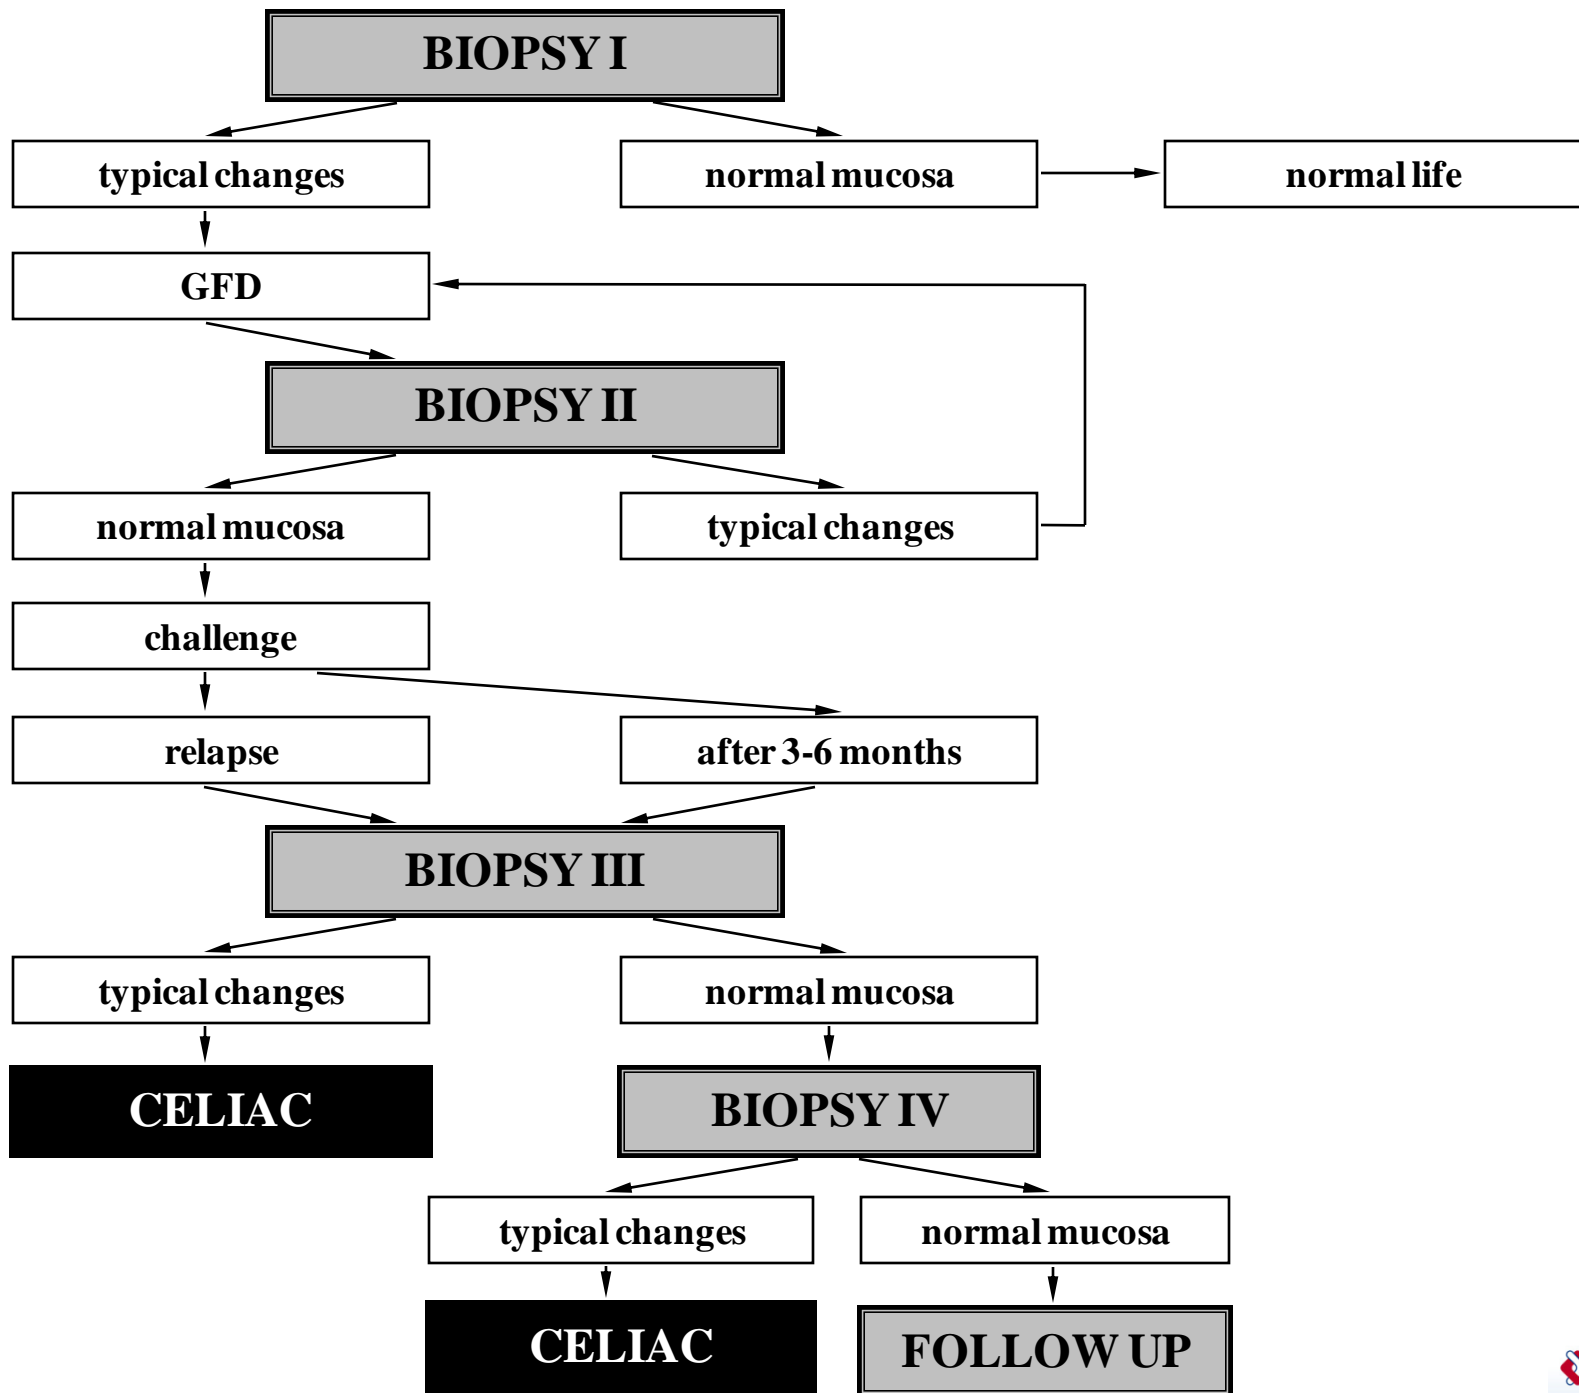 BIOPSY I
typical changes
normal mucosa
normal life
GFD
BIOPSY II
normal mucosa
typical changes
challenge
relapse
after 3-6 months
BIOPSY III
typical changes
normal mucosa
CELIAC
BIOPSY IV
typical changes
normal mucosa
CELIAC
FOLLOW UP